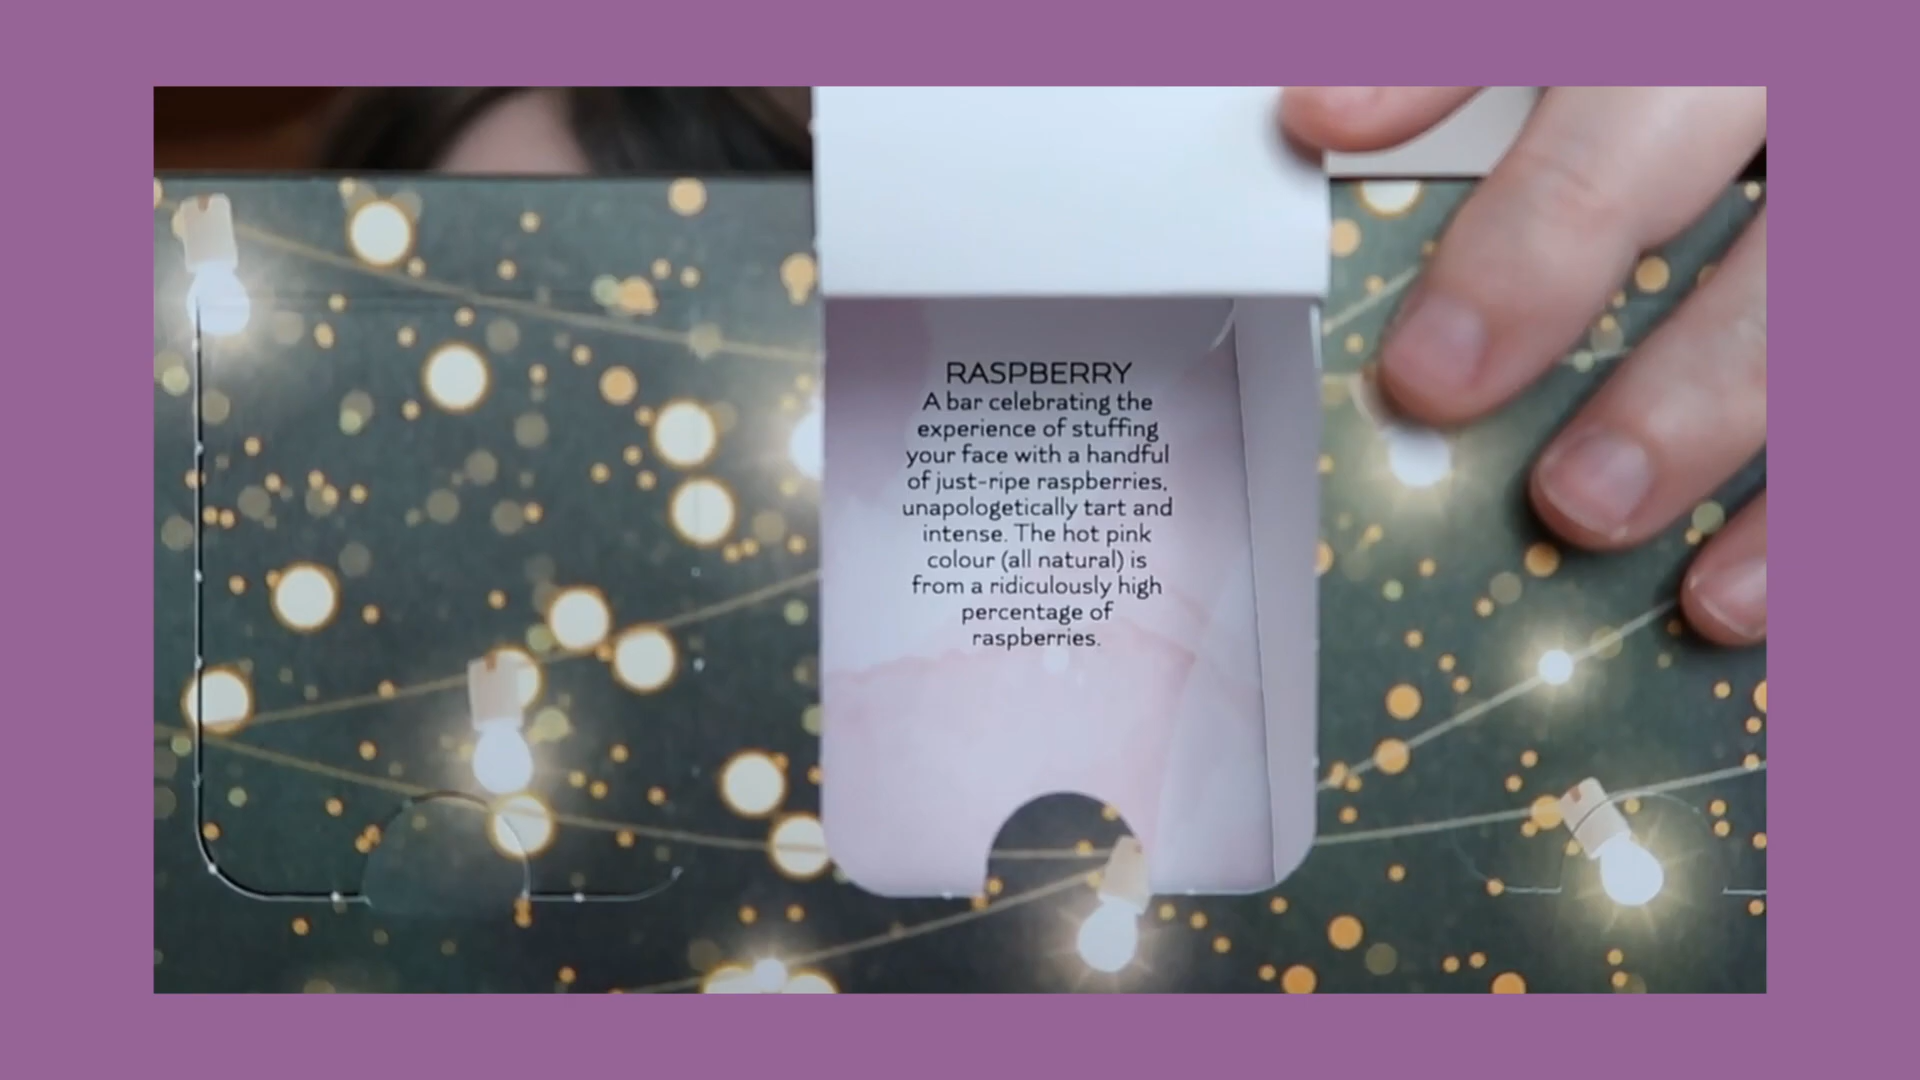 RASPBERRY
A bar celebrating the
experience of stuffing
your face with a handful
of just-ripe raspberries,
unapologetically tart and
intense. The hot pink
colour (all natural) is
from a ridiculously high
percentage of
raspberries.